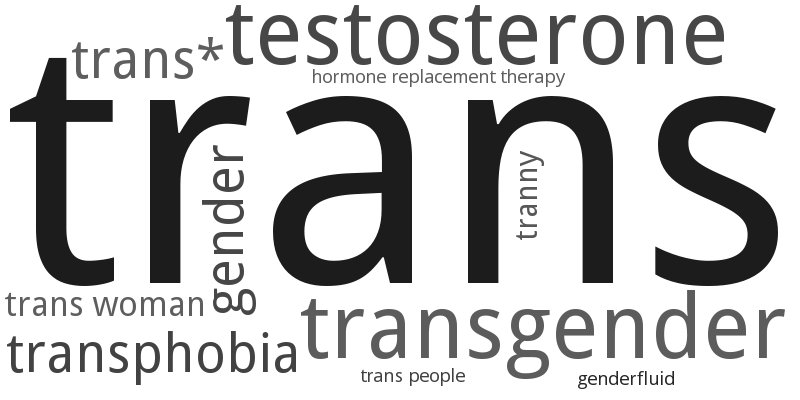 trans*
testosterone
hormone replacement therapy
trans
gender
tranny
trans woman
transgender
transphobia
trans people
genderfluid